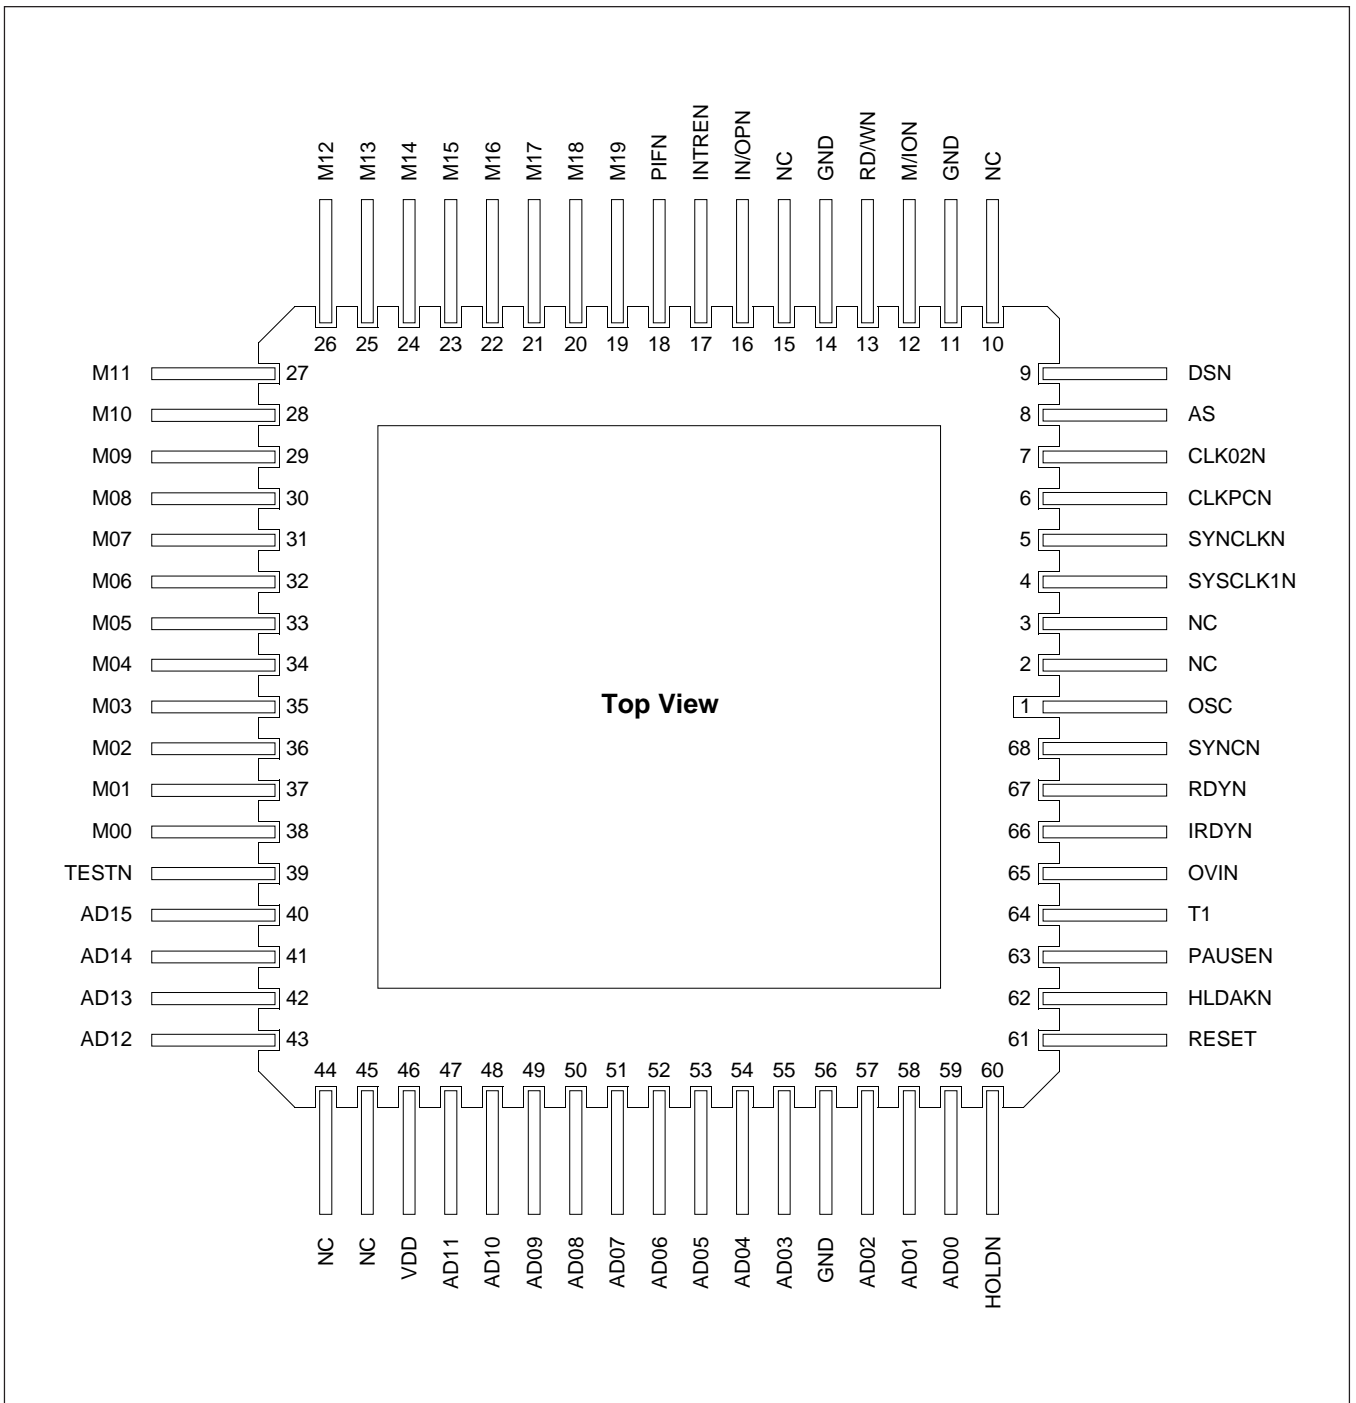 M12 M13 M14 M15 M16 M17 M18 M19 PIFN INTREN IN/OPN NC GND RD/WN M/ION GND NC
26 25 24 23 22 21 20 19 18 17 16 15 14 13 12 11 10
M11 27 9 DSN
M10 28 8 AS
M09 29 7 CLK02N
M08 30 6 CLKPCN
M07 31 5 SYNCLKN
M06 32 4 SYSCLK1N
M05 33 3 NC
M04 34 2 NC
M03 35 Top View 1 OSC
M02 36 68 SYNCN
M01 37 67 RDYN
M00 38 66 IRDYN
TESTN 39 65 OVIN
AD15 40 64 T1
AD14 41 63 PAUSEN
AD13 42 62 HLDAKN
AD12 43 61 RESET
44 45 46 47 48 49 50 51 52 53 54 55 56 57 58 59 60
NC NC VDD AD11 AD10 AD09 AD08 AD07 AD06 AD05 AD04 AD03 GND AD02 AD01 AD00 HOLDN